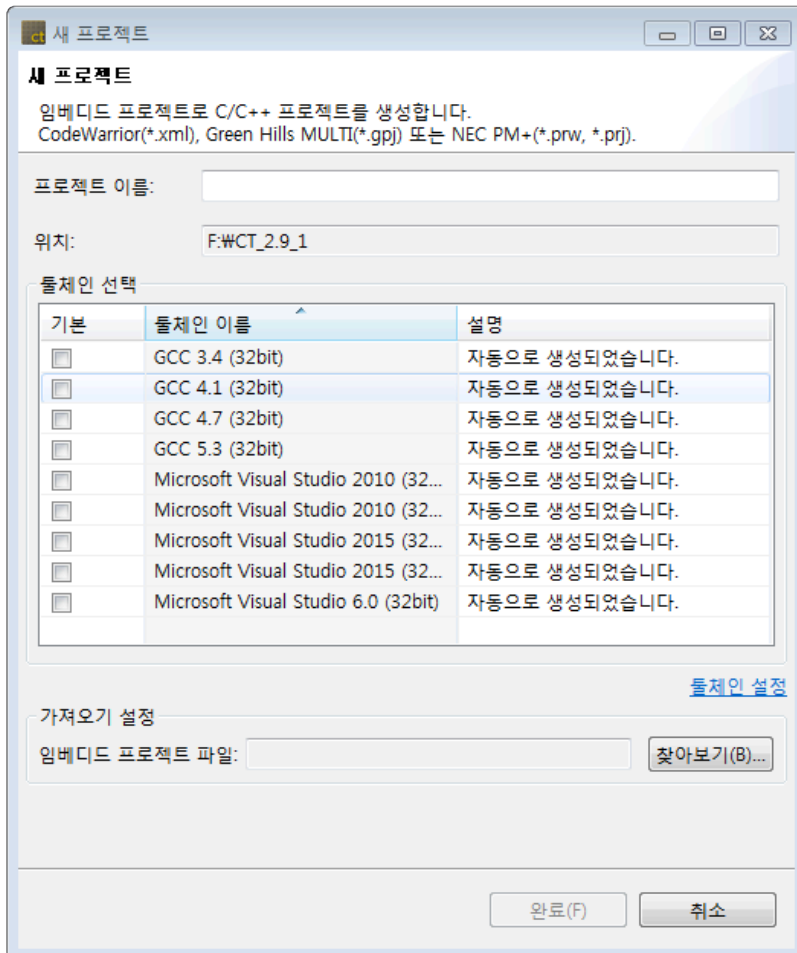 ct 새 프로젝트
새 프로젝트
임베디드 프로젝트로 C/C++ 프로젝트를 생성합니다.
CodeWarrior(*.xml), Green Hills MULTI(*.gpj) 또는 NEC PM+(*.prw, *.prj).
프로젝트 이름:
위치: F:₩CT_2.9_1
툴체인 선택
기본 툴체인 이름 설명
GCC 3.4 (32bit) 자동으로 생성되었습니다.
GCC 4.1 (32bit) 자동으로 생성되었습니다.
GCC 4.7 (32bit) 자동으로 생성되었습니다.
GCC 5.3 (32bit) 자동으로 생성되었습니다.
Microsoft Visual Studio 2010 (32... 자동으로 생성되었습니다.
Microsoft Visual Studio 2010 (32... 자동으로 생성되었습니다.
Microsoft Visual Studio 2015 (32... 자동으로 생성되었습니다.
Microsoft Visual Studio 2015 (32... 자동으로 생성되었습니다.
Microsoft Visual Studio 6.0 (32bit) 자동으로 생성되었습니다.
툴체인 설정
가져오기 설정
임베디드 프로젝트 파일: 찾아보기(B)...
완료(F) 취소